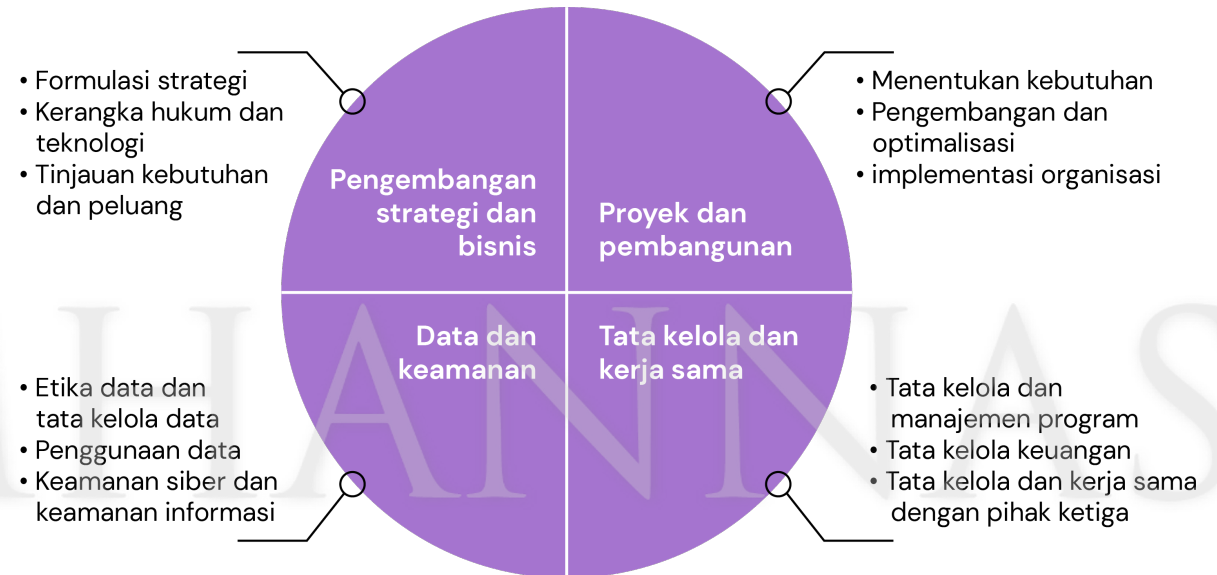 • Formulasi strategi
• Kerangka hukum dan
teknologi
• Tinjauan kebutuhan
dan peluang
Pengembangan
strategi dan
bisnis
• Menentukan kebutuhan
• Pengembangan dan
optimalisasi
• implementasi organisasi
Proyek dan
pembangunan
Data dan
keamanan
• Etika data dan
tata kelola data
• Penggunaan data
• Keamanan siber dan
keamanan informasi
Tata kelola dan
kerja sama
• Tata kelola dan
manajemen program
• Tata kelola keuangan
• Tata kelola dan kerja sama
dengan pihak ketiga
HANNAS